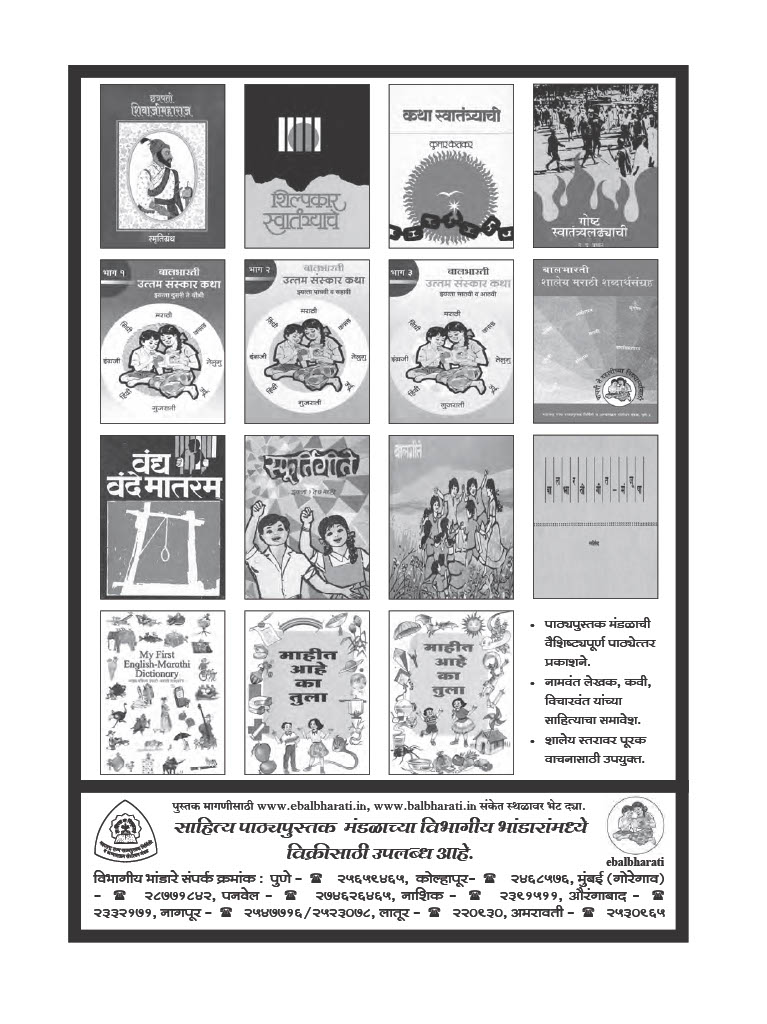 छत्रपती
शिवाजीमहाराज
स्मृतिग्रंथ
शिल्पकार
स्वातंत्र्याचे
कथा स्वातंत्र्याची
कुमार केतकर
गोष्ट
स्वातंत्र्यलढ्याची
भाग १
बालभारती
उत्तम संस्कार कथा
इयत्ता दुसरी ते चौथी
मराठी
सिंधी
कन्नड
इंग्रजी
तेलुगु
हिंदी
उर्दू
गुजराती
भाग २
बालभारती
उत्तम संस्कार कथा
इयत्ता पाचवी व सहावी
मराठी
सिंधी
कन्नड
इंग्रजी
तेलुगु
हिंदी
उर्दू
गुजराती
भाग ३
बालभारती
उत्तम संस्कार कथा
इयत्ता सातवी व आठवी
मराठी
सिंधी
कन्नड
इंग्रजी
तेलुगु
हिंदी
उर्दू
गुजराती
बालभारती
शालेय मराठी शब्दार्थसंग्रह
वंद्य
वंदे मातरम
स्फूर्तिगीते
बालगीते
My First
English-Marathi
Dictionary
माहीत
आहे
का
तुला
माहीत
आहे
का
तुला
• पाठ्यपुस्तक मंडळाची
वैशिष्ट्यपूर्ण पाठ्येत्तर
प्रकाशने.
• नामवंत लेखक, कवी,
विचारवंत यांच्या
साहित्याचा समावेश.
• शालेय स्तरावर पूरक
वाचनासाठी उपयुक्त.
पुस्तक मागणीसाठी www.ebalbharati.in, www.balbharati.in संकेत स्थळावर भेट द्या.
साहित्य पाठ्यपुस्तक मंडळाच्या विभागीय भांडारांमध्ये
विक्रीसाठी उपलब्ध आहे.
ebalbharati
विभागीय भांडारे संपर्क क्रमांक : पुणे - ☎ २५६५९४६५, कोल्हापूर- ☎ २४६८५७६, मुंबई (गोरेगाव)
- ☎ २८७७१८४२, पनवेल - ☎ २७४६२६४६५, नाशिक - ☎ २३९१५११, औरंगाबाद - ☎
२३३२१७१, नागपूर - ☎ २५४७७१६/२५२३०७८, लातूर - ☎ २२०९३०, अमरावती - ☎ २५३०९६५